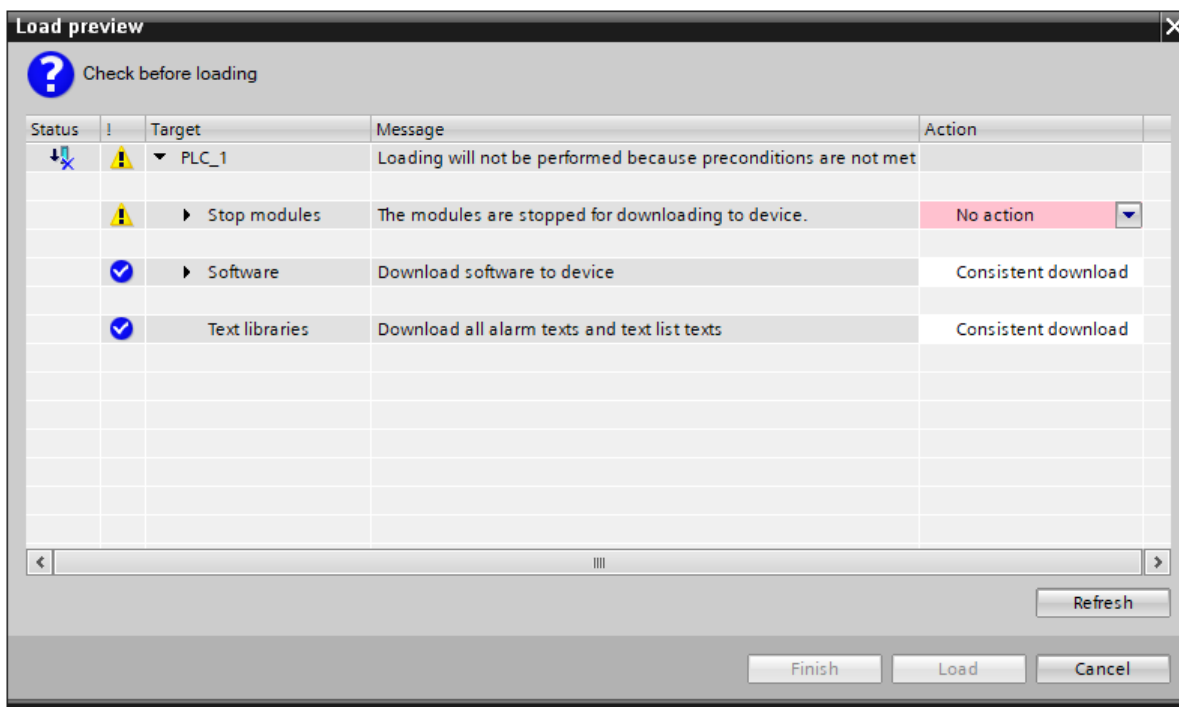 Load preview
Check before loading
Status ! Target Message Action
PLC_1 Loading will not be performed because preconditions are not met
Stop modules The modules are stopped for downloading to device. No action
Software Download software to device Consistent download
Text libraries Download all alarm texts and text list texts Consistent download
Refresh
Finish Load Cancel